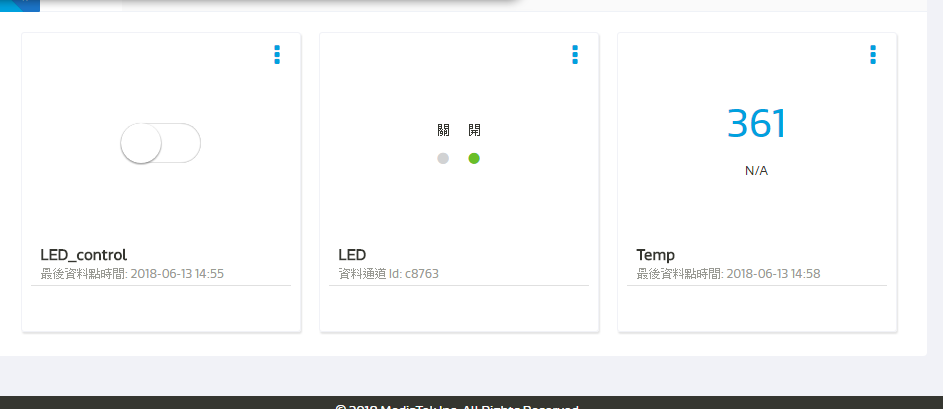 關 開
361
N/A
LED_control
最後資料點時間: 2018-06-13 14:55
LED
資料通道 Id: c8763
Temp
最後資料點時間: 2018-06-13 14:58
© 2018 MediaTek Inc. All Rights Reserved.